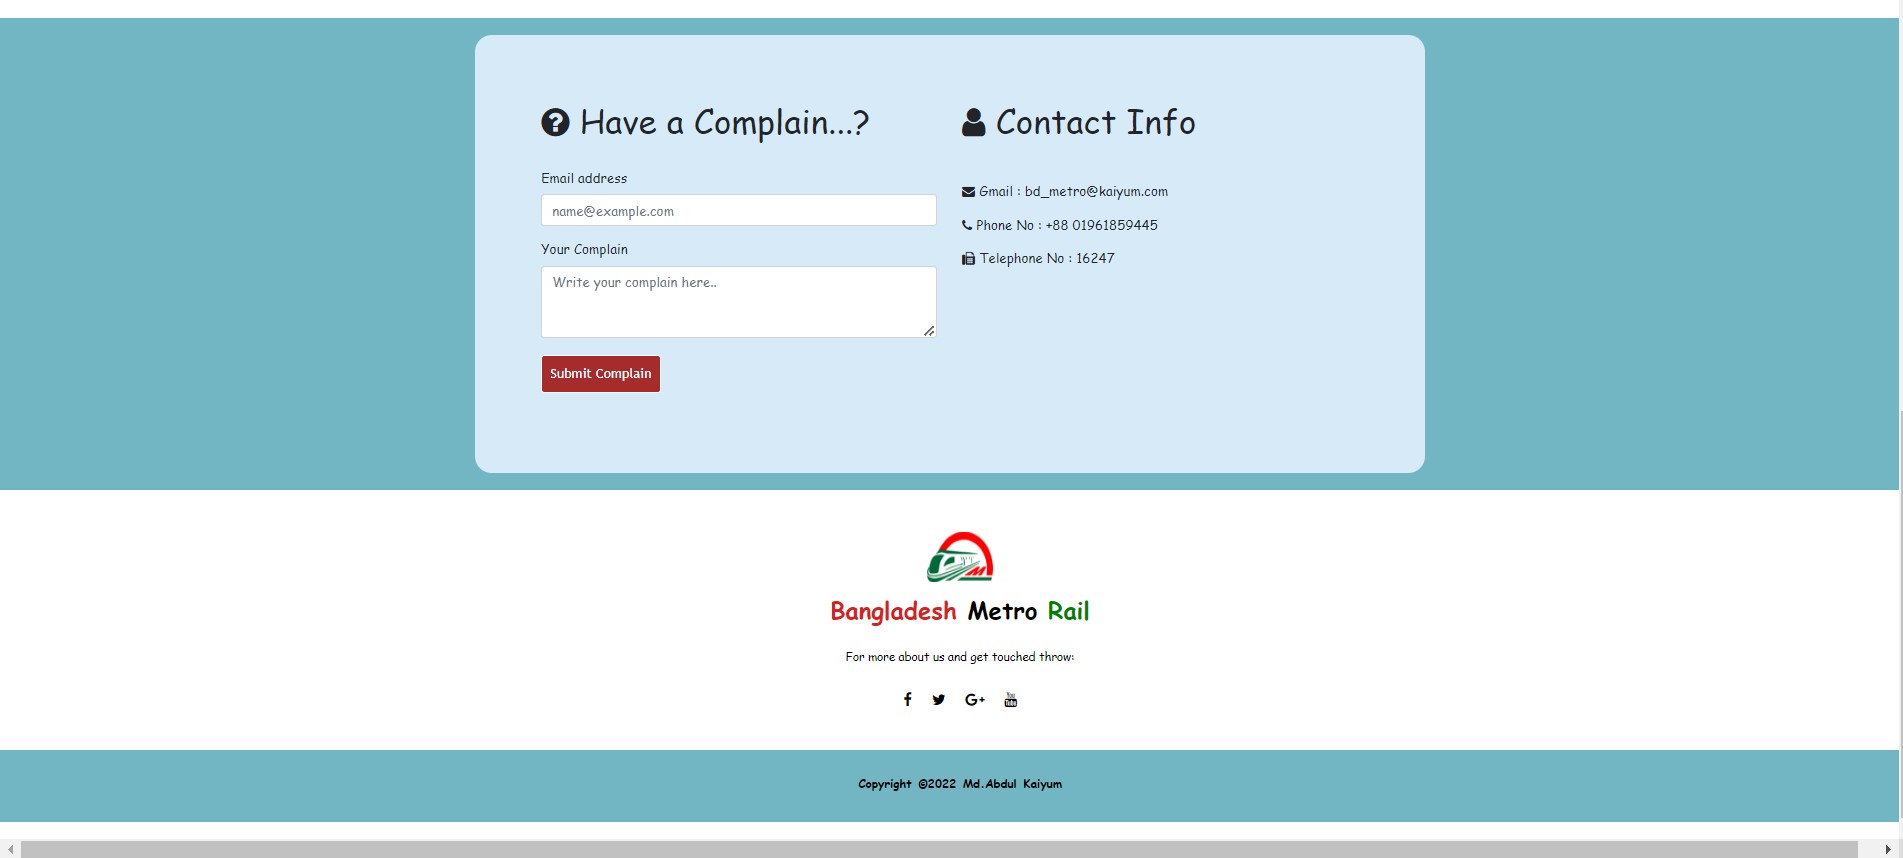 Have a Complain...?
Email address
name@example.com
Your Complain
Write your complain here..
Submit Complain
Contact Info
Gmail : bd_metro@kaiyum.com
Phone No : +88 01961859445
Telephone No : 16247
Bangladesh Metro Rail
For more about us and get touched throw:
G+
You Tube
Copyright ©2022 Md.Abdul Kaiyum